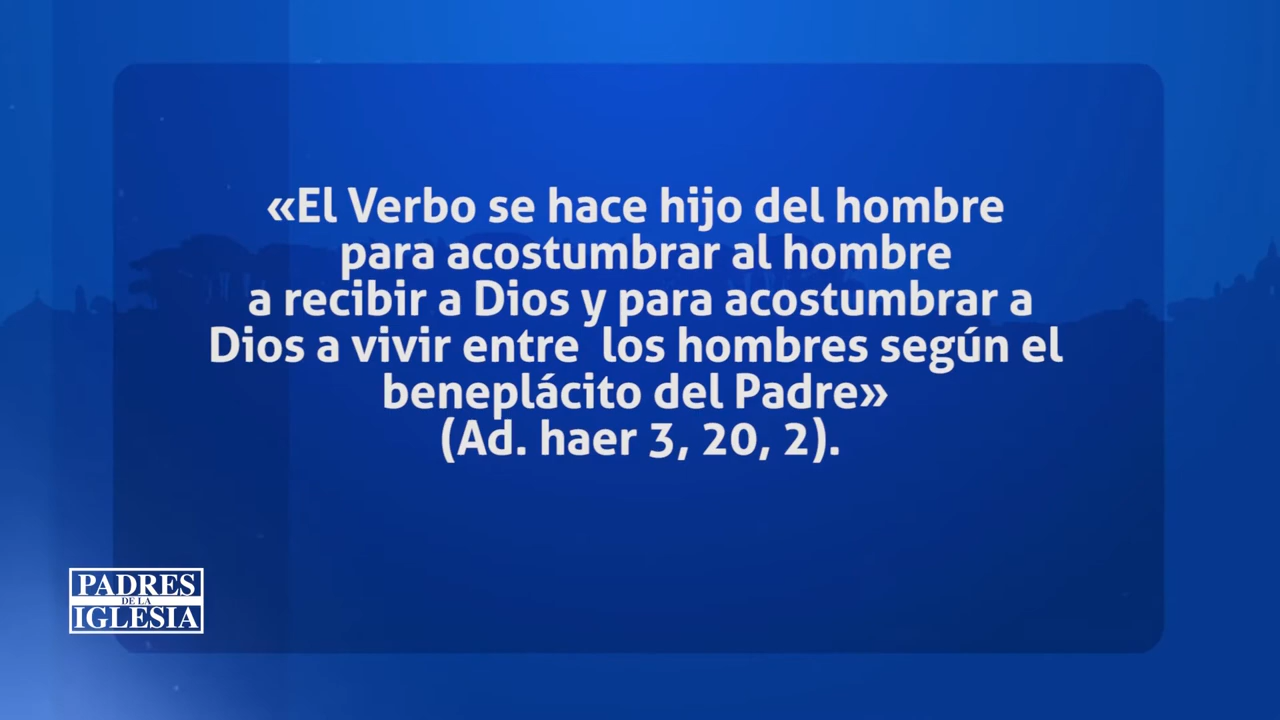 «El Verbo se hace hijo del hombre
para acostumbrar al hombre
a recibir a Dios y para acostumbrar a
Dios a vivir entre  los hombres según el
beneplácito del Padre»
(Ad. haer 3, 20, 2).
PADRES
DE LA
IGLESIA